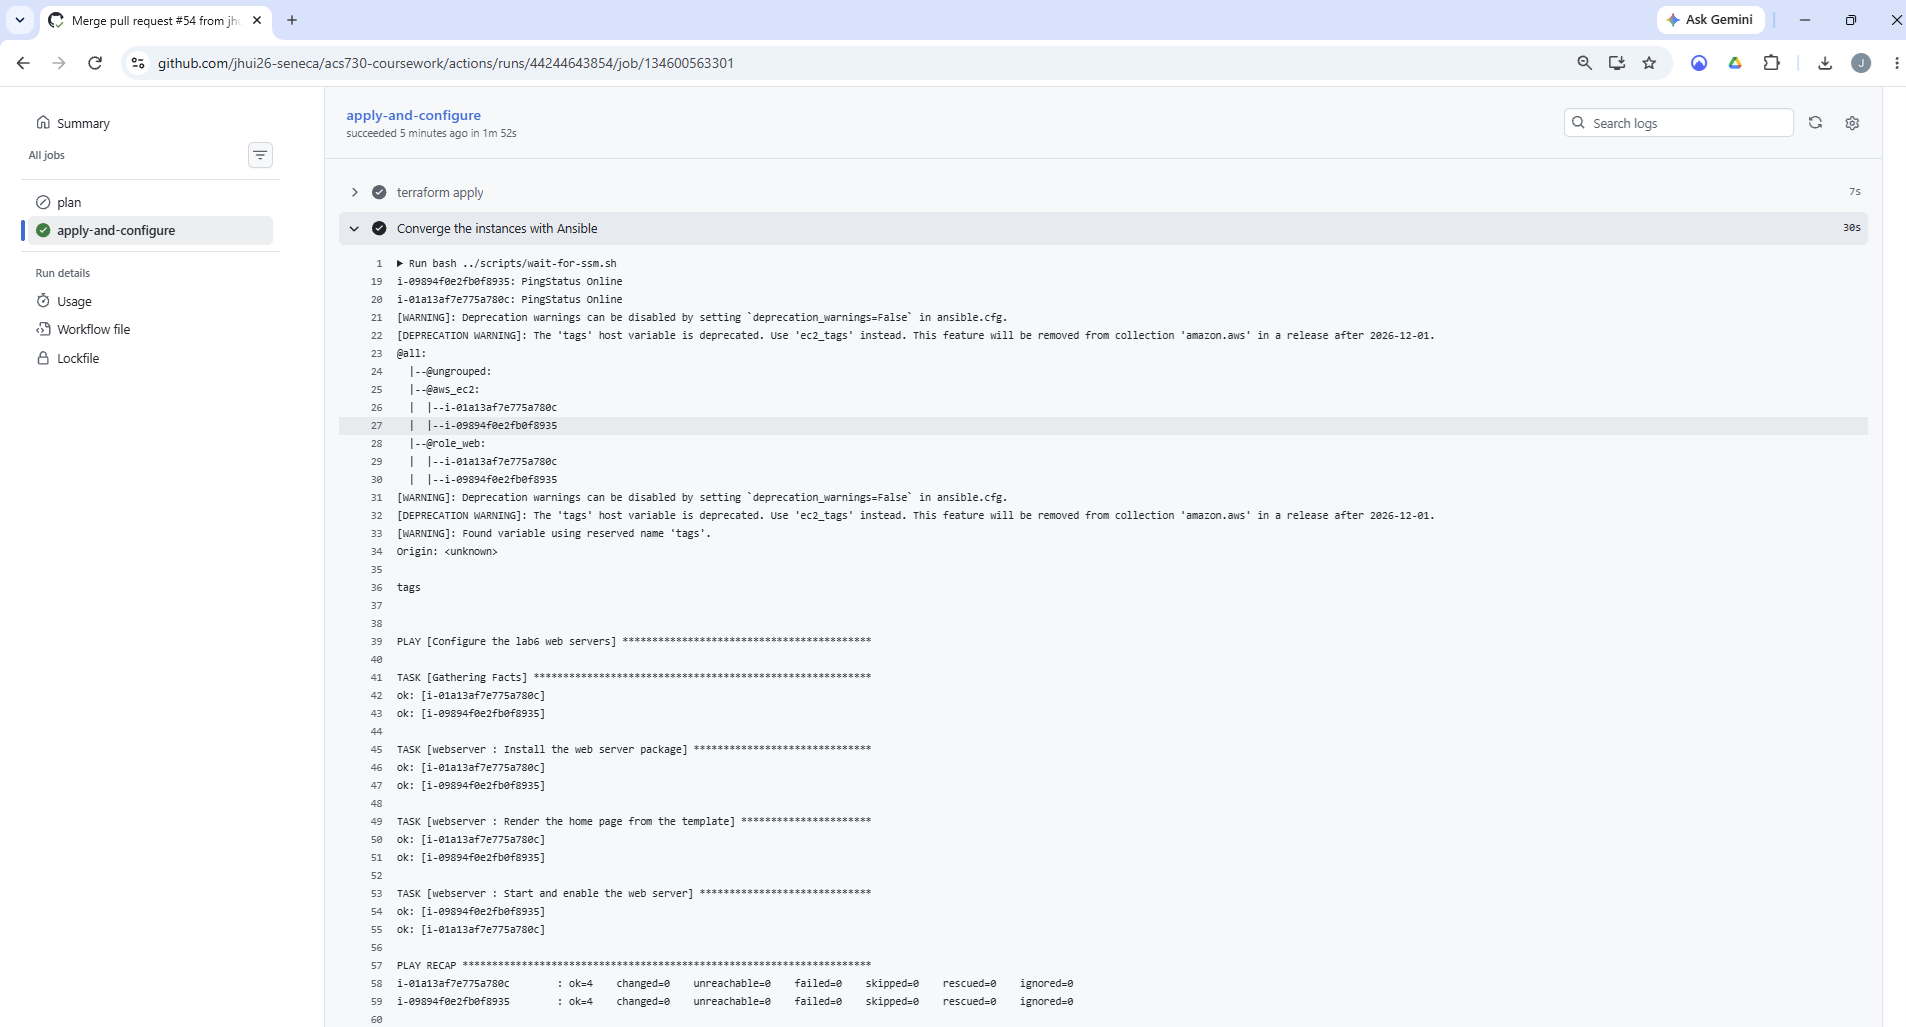 Merge pull request #54 from jhu
Ask Gemini
github.com/jhui26-seneca/acs730-coursework/actions/runs/44244643854/job/134600563301
J
Summary
All jobs
plan
apply-and-configure
Run details
Usage
Workflow file
Lockfile
apply-and-configure
succeeded 5 minutes ago in 1m 52s
Search logs
terraform apply 7s
Converge the instances with Ansible 30s
1 Run bash ../scripts/wait-for-ssm.sh
19 i-09894f0e2fb0f8935: PingStatus Online
20 i-01a13af7e775a780c: PingStatus Online
21 [WARNING]: Deprecation warnings can be disabled by setting `deprecation_warnings=False` in ansible.cfg.
22 [DEPRECATION WARNING]: The 'tags' host variable is deprecated. Use 'ec2_tags' instead. This feature will be removed from collection 'amazon.aws' in a release after 2026-12-01.
23 @all:
24 |--@ungrouped:
25 |--@aws_ec2:
26 | |--i-01a13af7e775a780c
27 | |--i-09894f0e2fb0f8935
28 |--@role_web:
29 | |--i-01a13af7e775a780c
30 | |--i-09894f0e2fb0f8935
31 [WARNING]: Deprecation warnings can be disabled by setting `deprecation_warnings=False` in ansible.cfg.
32 [DEPRECATION WARNING]: The 'tags' host variable is deprecated. Use 'ec2_tags' instead. This feature will be removed from collection 'amazon.aws' in a release after 2026-12-01.
33 [WARNING]: Found variable using reserved name 'tags'.
34 Origin: <unknown>
35
36 tags
37
38
39 PLAY [Configure the lab6 web servers] ******************************************
40
41 TASK [Gathering Facts] *********************************************************
42 ok: [i-01a13af7e775a780c]
43 ok: [i-09894f0e2fb0f8935]
44
45 TASK [webserver : Install the web server package] ******************************
46 ok: [i-01a13af7e775a780c]
47 ok: [i-09894f0e2fb0f8935]
48
49 TASK [webserver : Render the home page from the template] **********************
50 ok: [i-01a13af7e775a780c]
51 ok: [i-09894f0e2fb0f8935]
52
53 TASK [webserver : Start and enable the web server] *****************************
54 ok: [i-09894f0e2fb0f8935]
55 ok: [i-01a13af7e775a780c]
56
57 PLAY RECAP *********************************************************************
58 i-01a13af7e775a780c : ok=4 changed=0 unreachable=0 failed=0 skipped=0 rescued=0 ignored=0
59 i-09894f0e2fb0f8935 : ok=4 changed=0 unreachable=0 failed=0 skipped=0 rescued=0 ignored=0
60